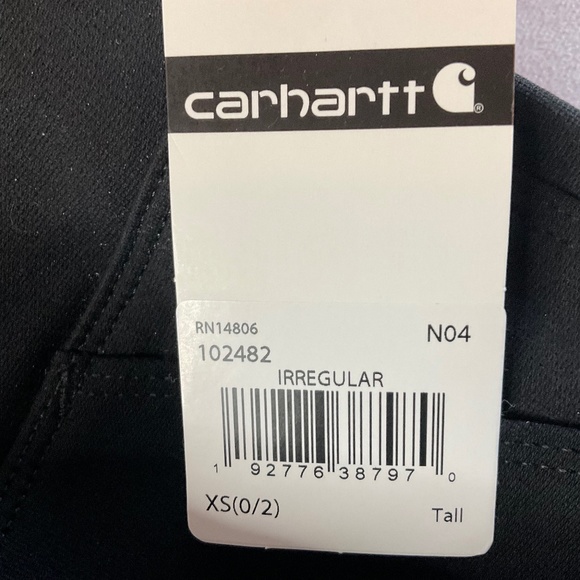 carhartt
RN14806
102482
N04
IRREGULAR
1 92776 38797 0
XS(0/2)
Tall